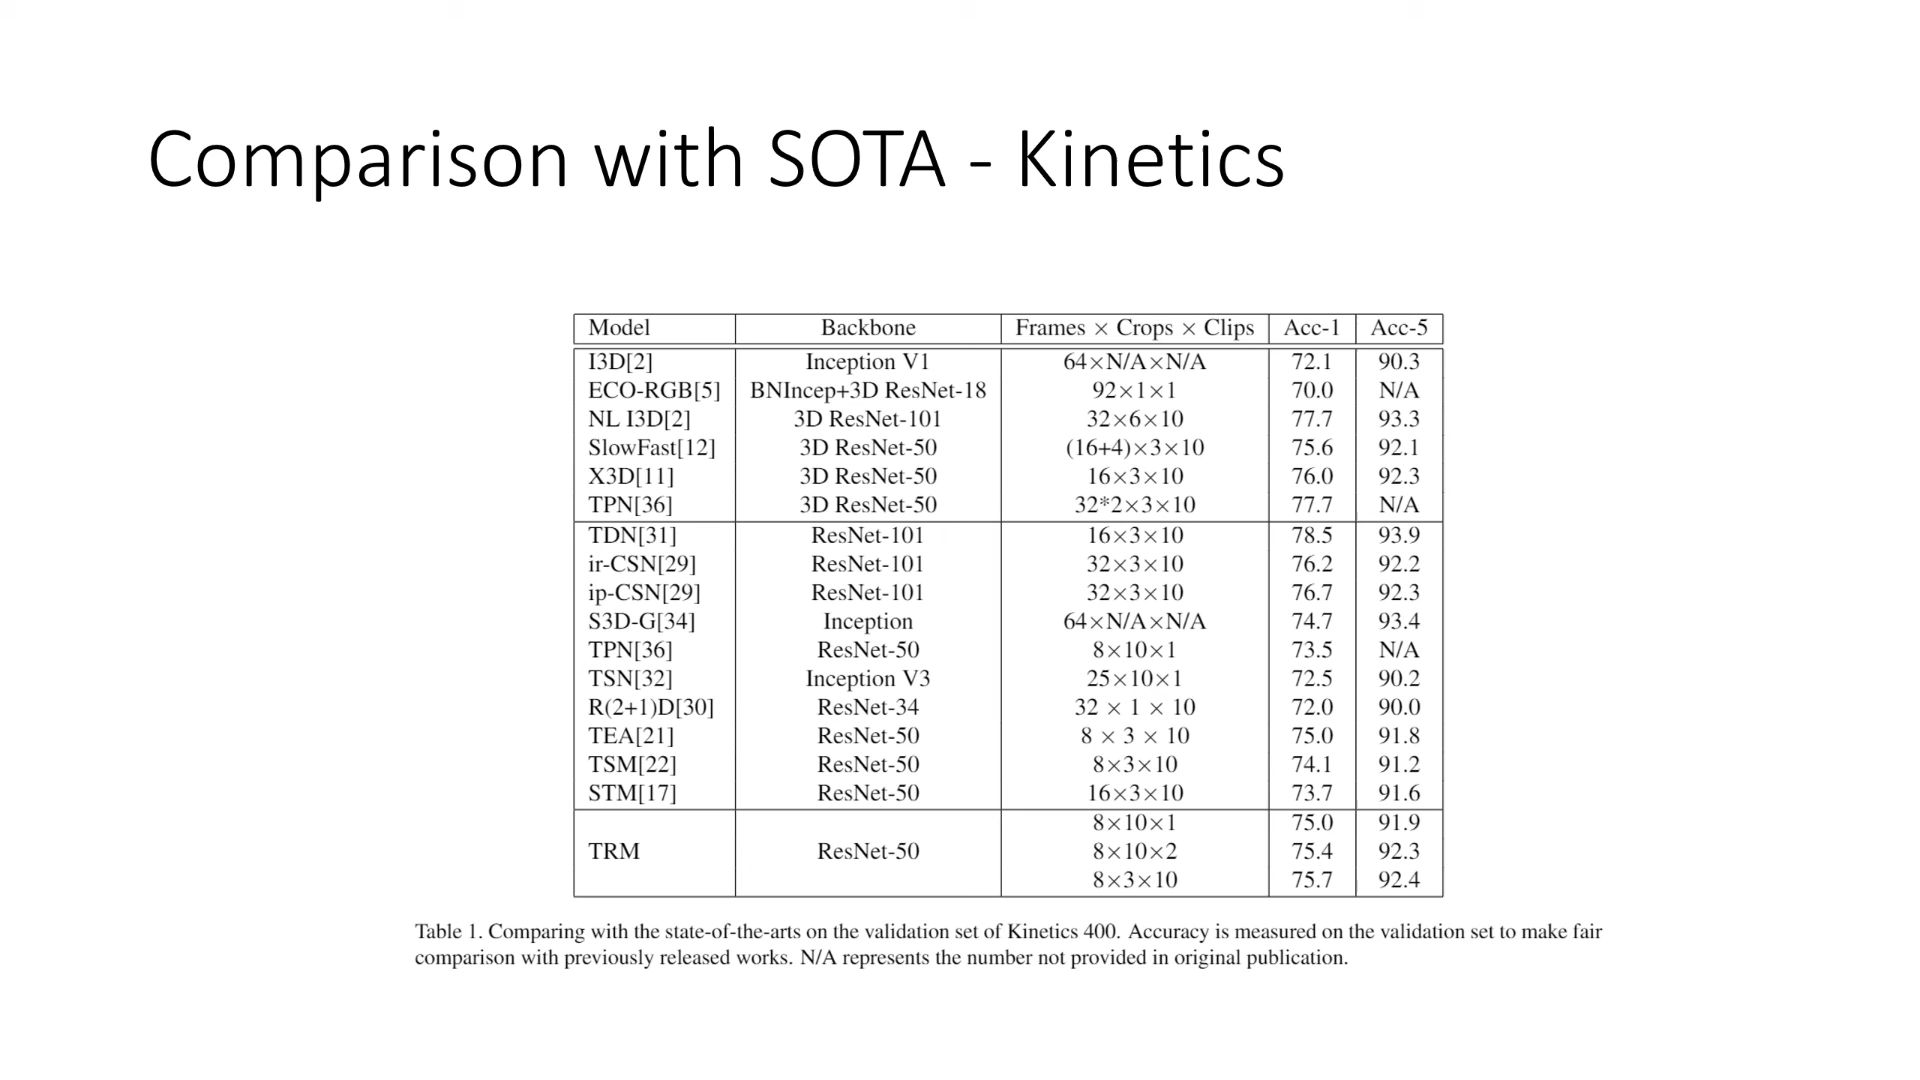 Comparison with SOTA - Kinetics
Model Backbone Frames × Crops × Clips Acc-1 Acc-5
I3D[2] Inception V1 64×N/A×N/A 72.1 90.3
ECO-RGB[5] BNIncep+3D ResNet-18 92×1×1 70.0 N/A
NL I3D[2] 3D ResNet-101 32×6×10 77.7 93.3
SlowFast[12] 3D ResNet-50 (16+4)×3×10 75.6 92.1
X3D[11] 3D ResNet-50 16×3×10 76.0 92.3
TPN[36] 3D ResNet-50 32*2×3×10 77.7 N/A
TDN[31] ResNet-101 16×3×10 78.5 93.9
ir-CSN[29] ResNet-101 32×3×10 76.2 92.2
ip-CSN[29] ResNet-101 32×3×10 76.7 92.3
S3D-G[34] Inception 64×N/A×N/A 74.7 93.4
TPN[36] ResNet-50 8×10×1 73.5 N/A
TSN[32] Inception V3 25×10×1 72.5 90.2
R(2+1)D[30] ResNet-34 32 × 1 × 10 72.0 90.0
TEA[21] ResNet-50 8 × 3 × 10 75.0 91.8
TSM[22] ResNet-50 8×3×10 74.1 91.2
STM[17] ResNet-50 16×3×10 73.7 91.6
8×10×1 75.0 91.9
TRM ResNet-50 8×10×2 75.4 92.3
8×3×10 75.7 92.4
Table 1. Comparing with the state-of-the-arts on the validation set of Kinetics 400. Accuracy is measured on the validation set to make fair
comparison with previously released works. N/A represents the number not provided in original publication.